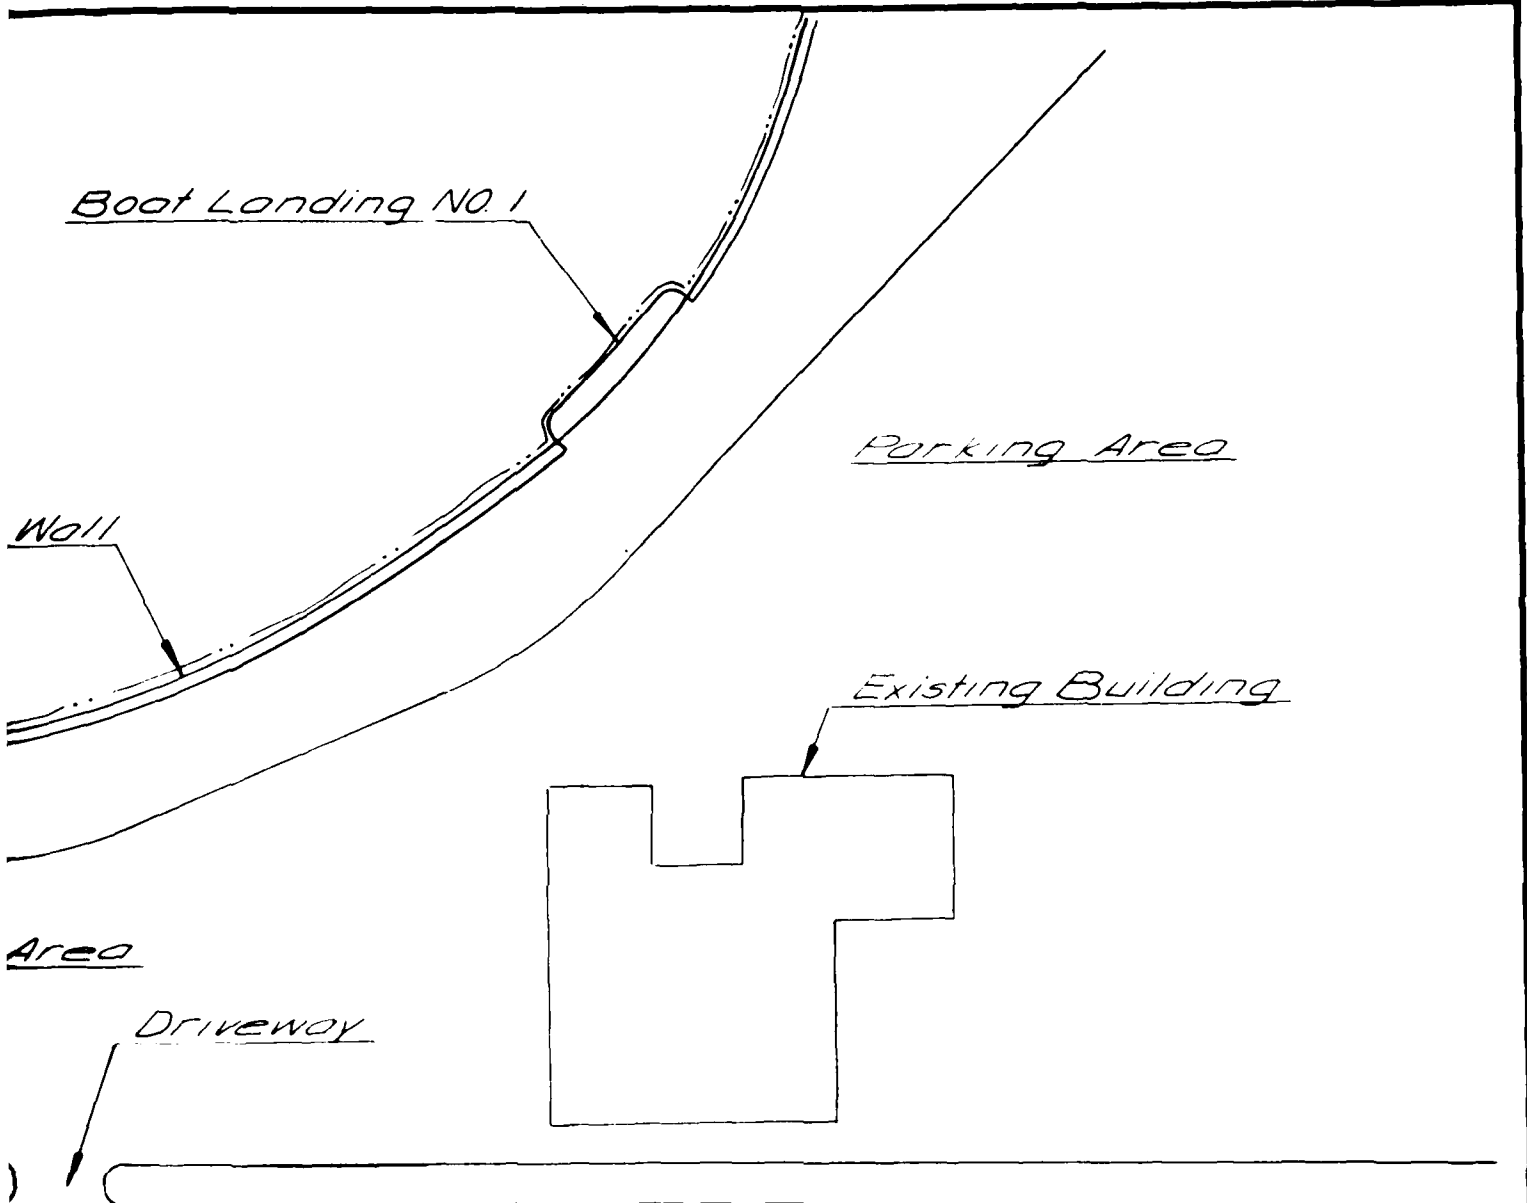 Boat Landing NO. 1
Parking Area
Wall
Existing Building
Area
Driveway